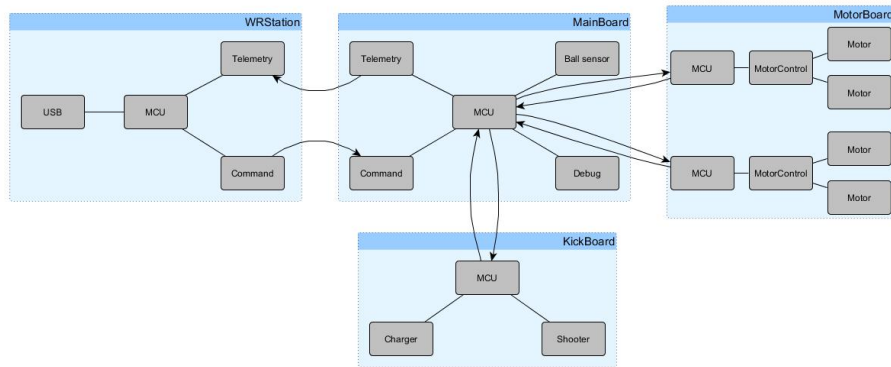 WRStation
MainBoard
MotorBoard
Telemetry
USB
MCU
Command
Telemetry
Ball sensor
MCU
Command
Debug
MCU
MotorControl
Motor
Motor
MCU
MotorControl
Motor
Motor
KickBoard
MCU
Charger
Shooter